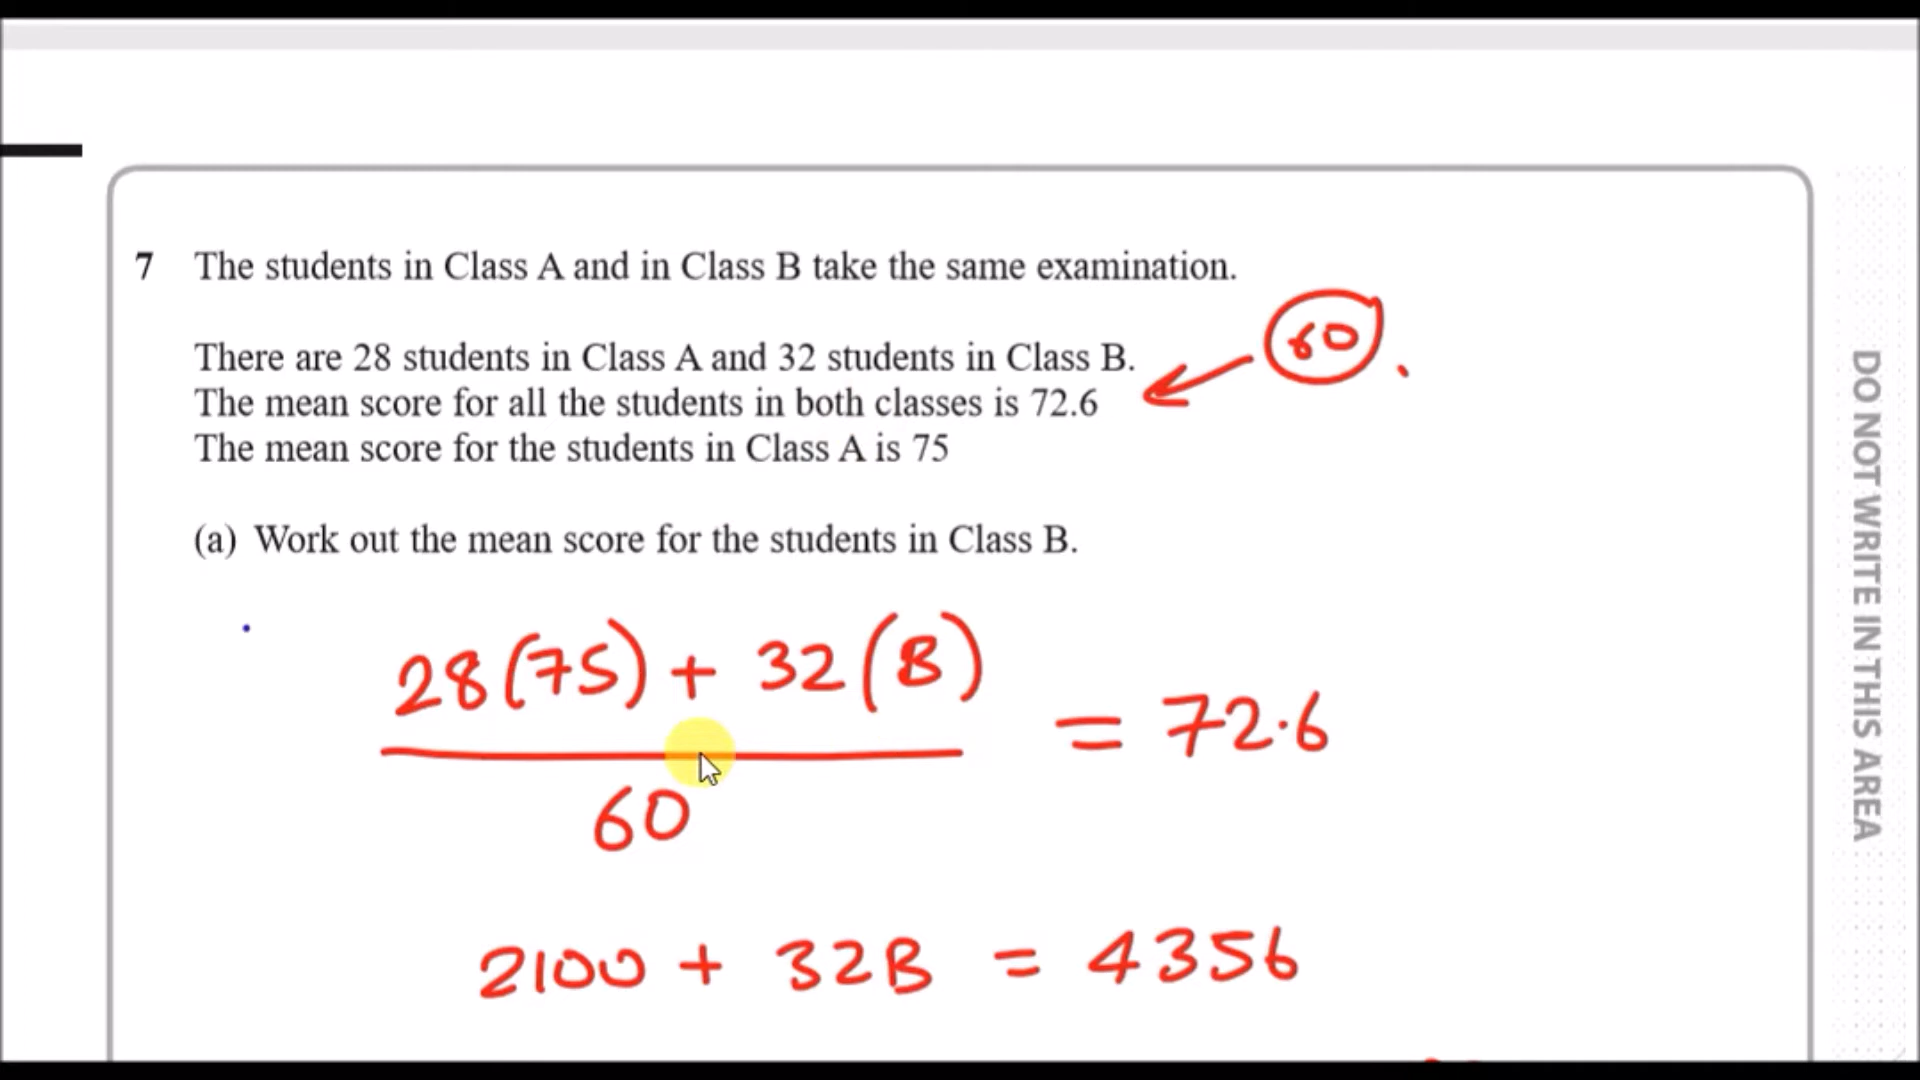 7 The students in Class A and in Class B take the same examination.
60
There are 28 students in Class A and 32 students in Class B.
The mean score for all the students in both classes is 72.6
The mean score for the students in Class A is 75
(a) Work out the mean score for the students in Class B.
28(75) + 32(B)
= 72.6
60
2100 + 32B = 4356
DO NOT WRITE IN THIS AREA